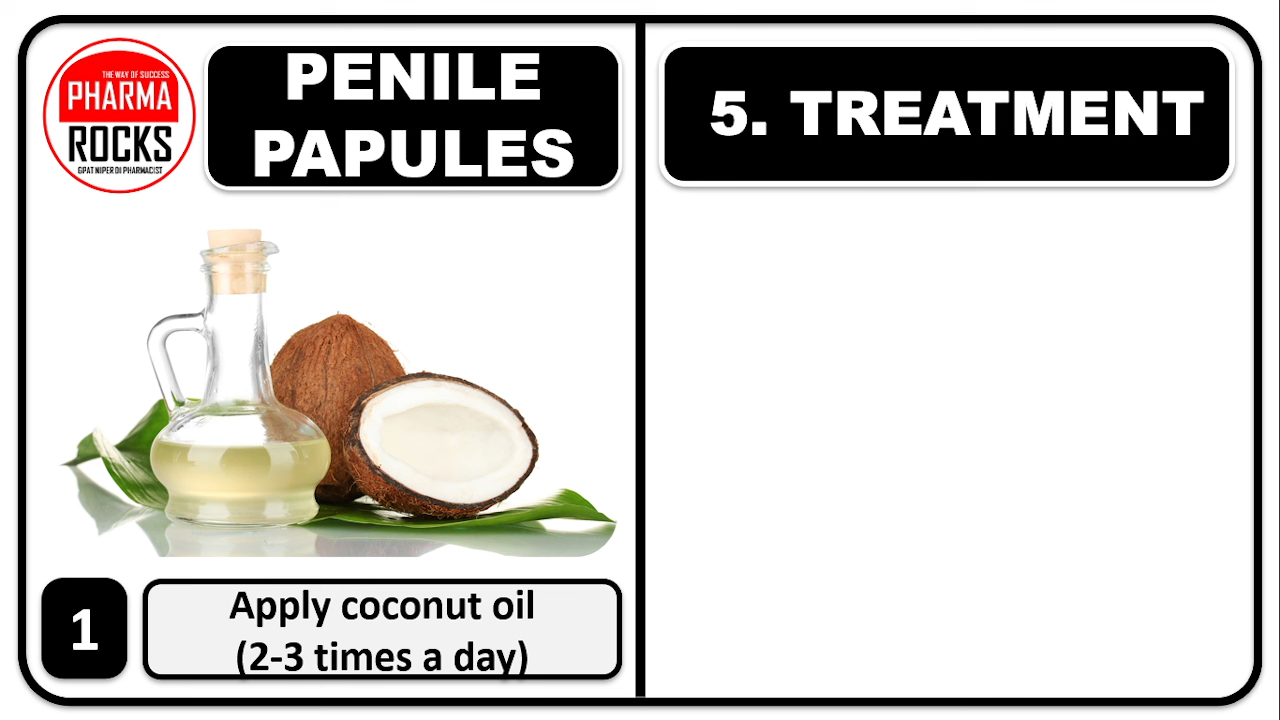 THE WAY OF SUCCESS
PHARMA
ROCKS
GPAT NIPER DI PHARMACIST
PENILE
PAPULES
5. TREATMENT
1
Apply coconut oil
(2-3 times a day)